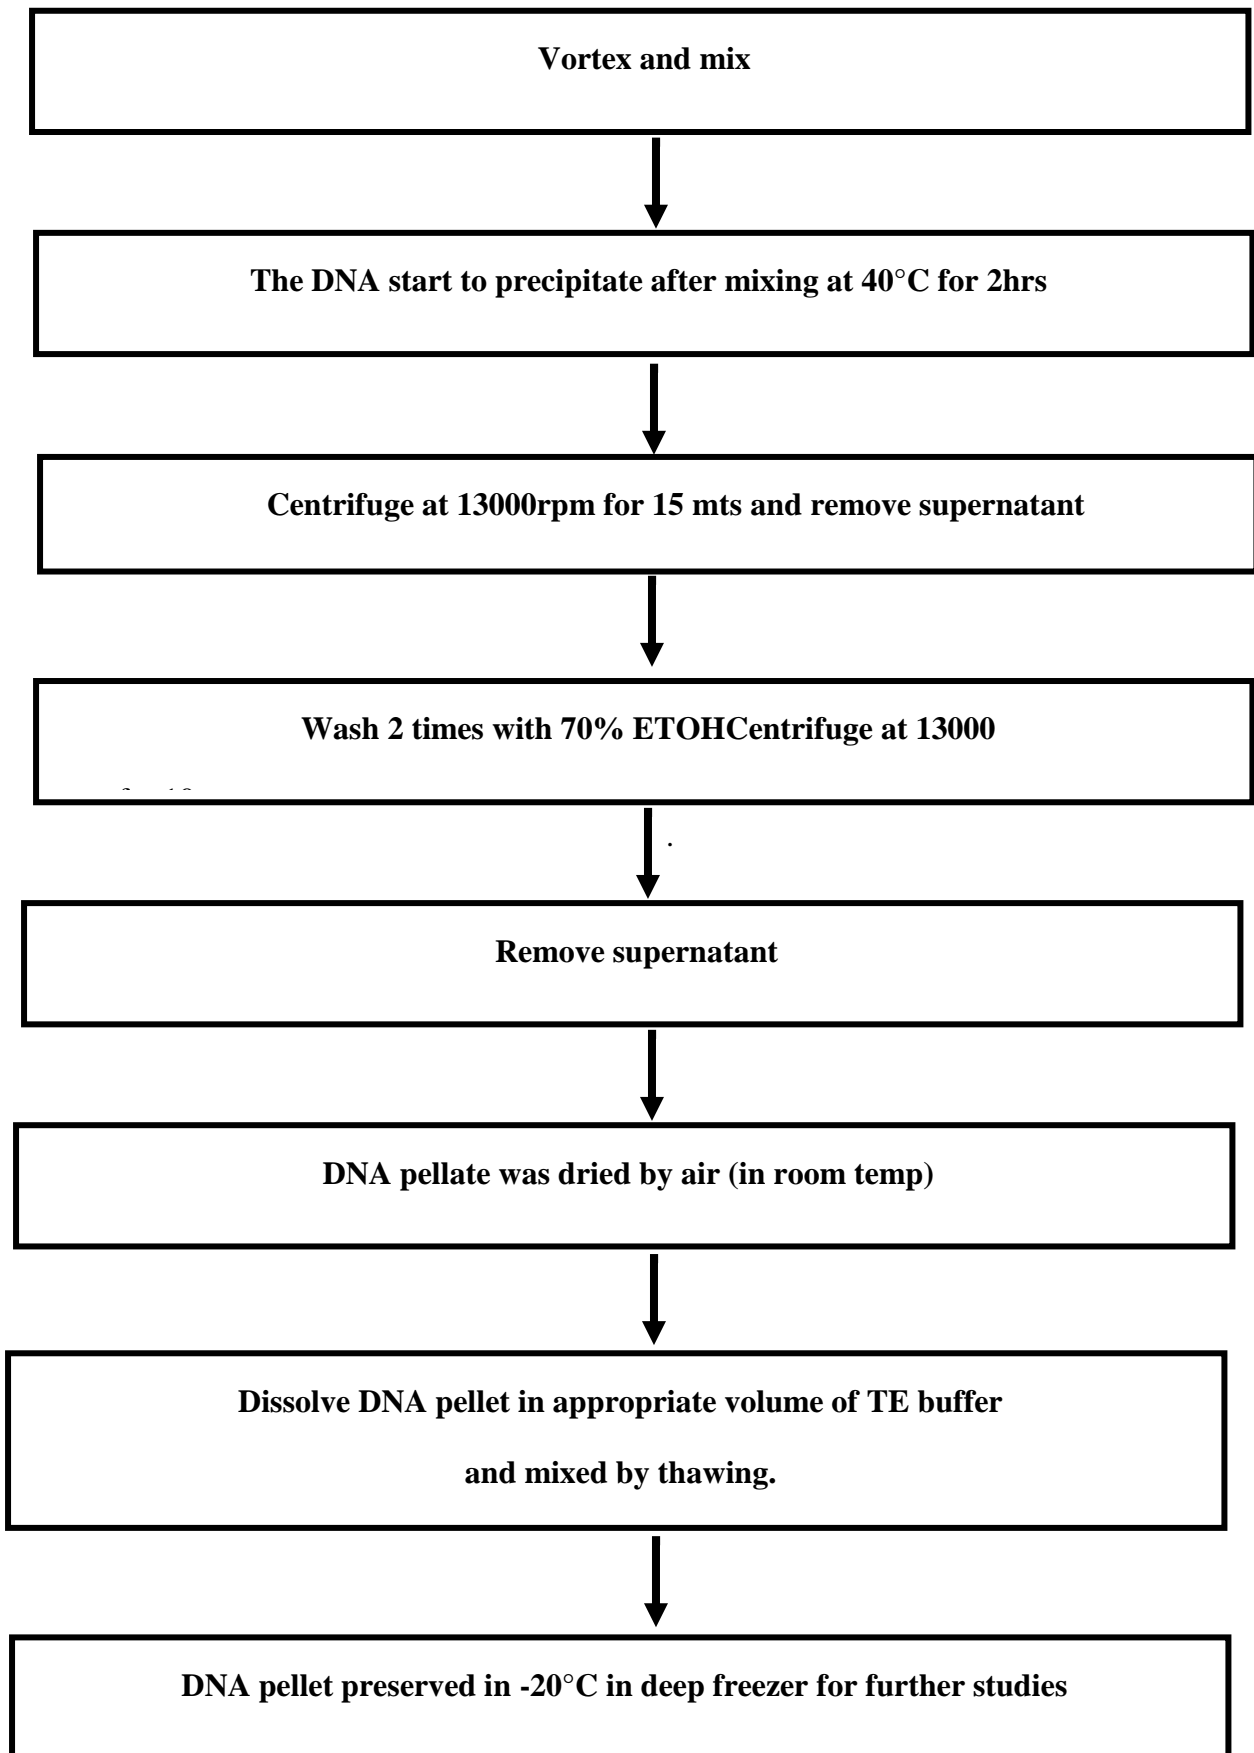 Vortex and mix
The DNA start to precipitate after mixing at 40°C for 2hrs
Centrifuge at 13000rpm for 15 mts and remove supernatant
Wash 2 times with 70% ETOHCentrifuge at 13000
.
Remove supernatant
DNA pellate was dried by air (in room temp)
Dissolve DNA pellet in appropriate volume of TE buffer
and mixed by thawing.
DNA pellet preserved in -20°C in deep freezer for further studies